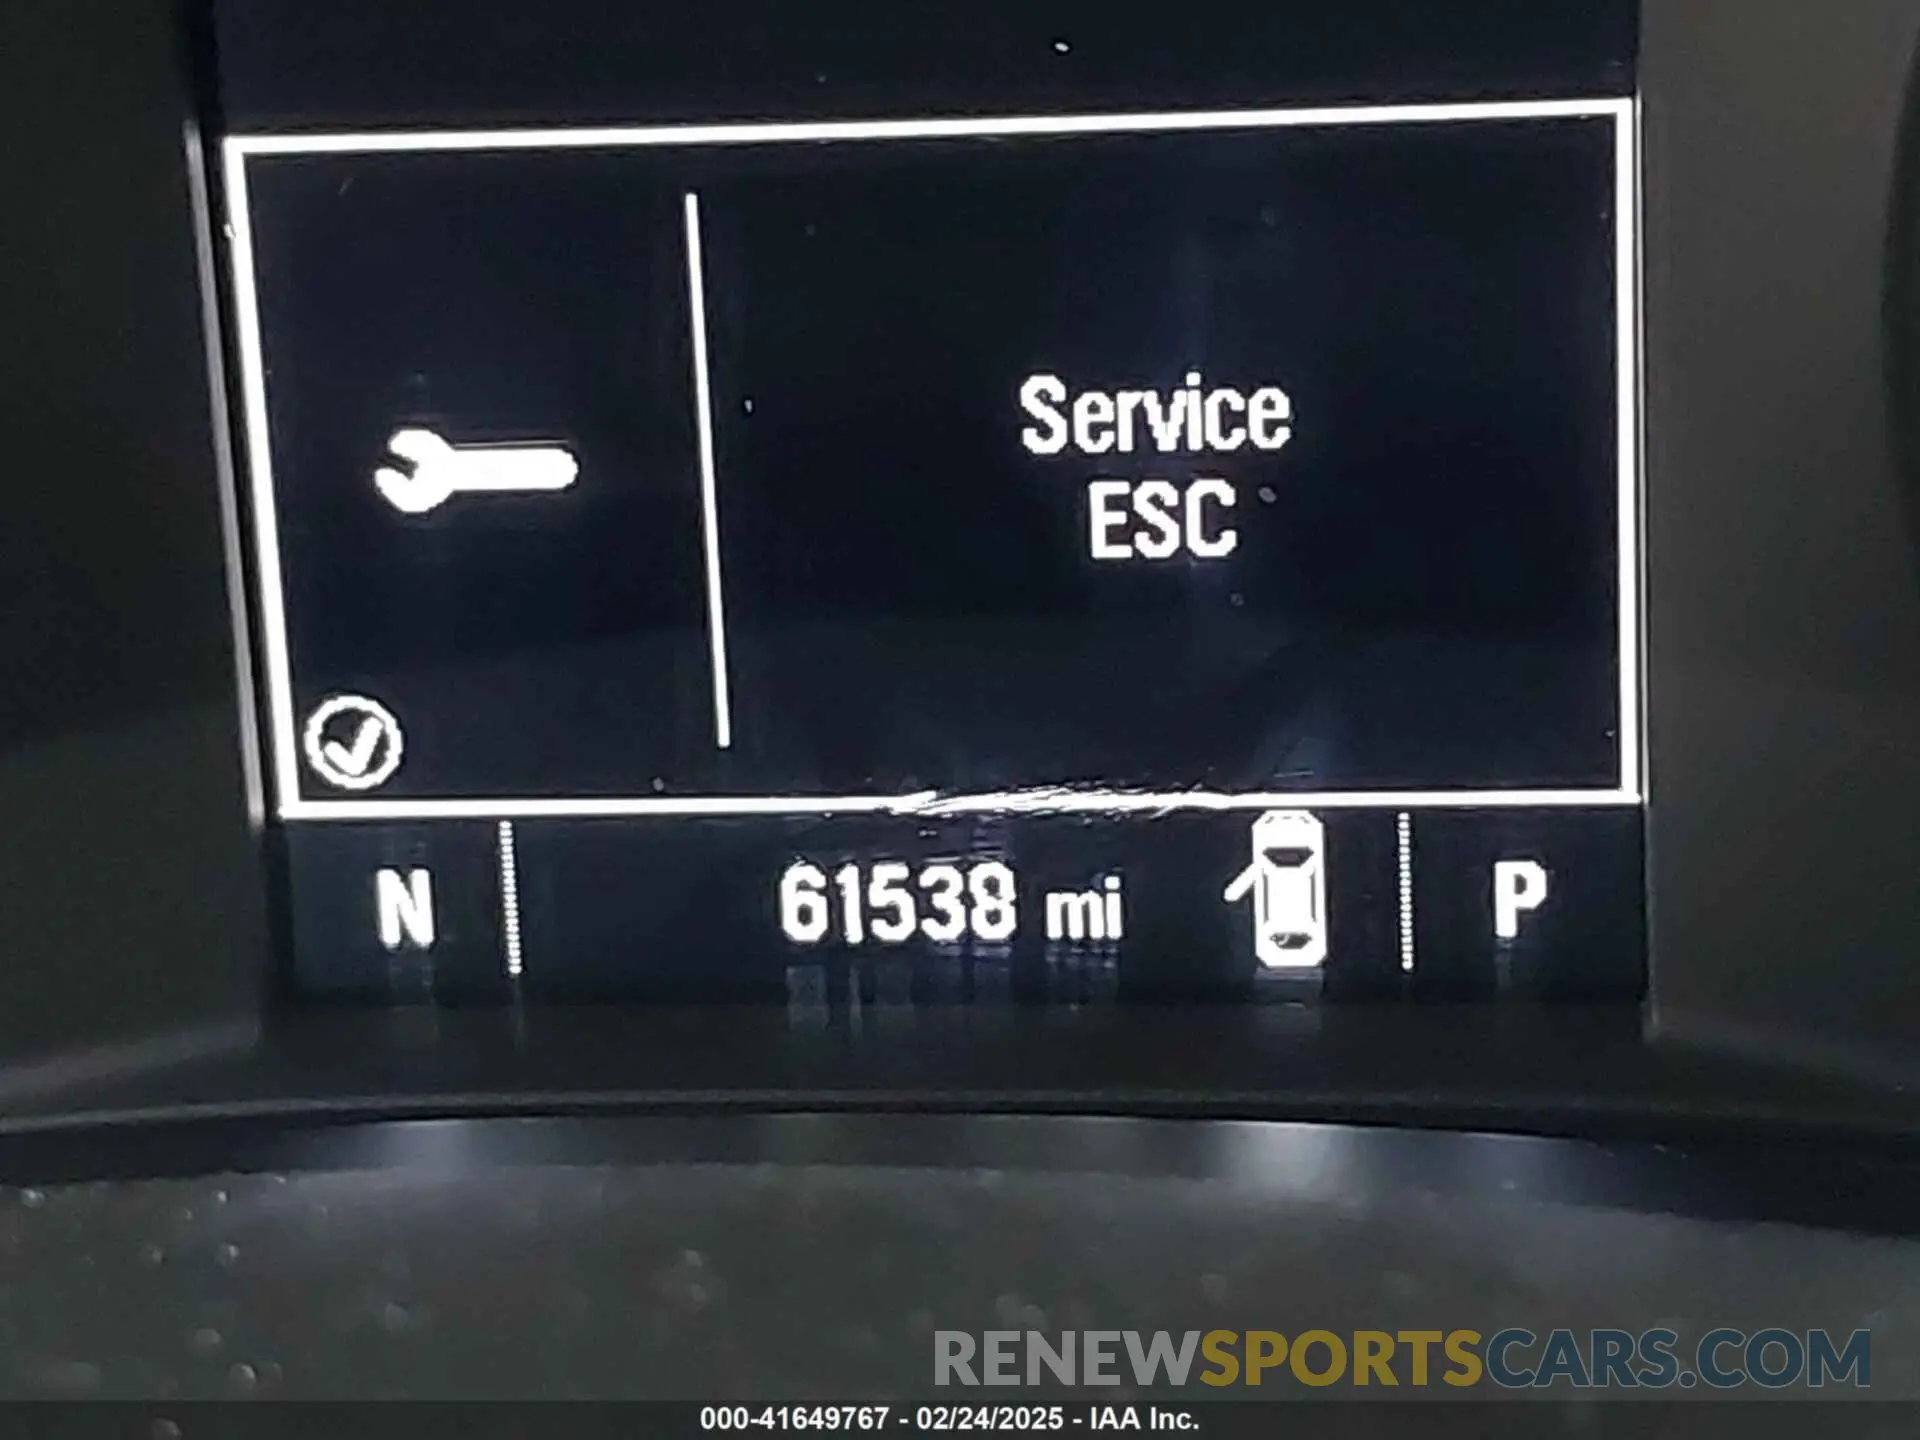 Service
ESC
N 61538 mi P
RENEWSPORTSCARS.COM
000-41649767 - 02/24/2025 - IAA Inc.